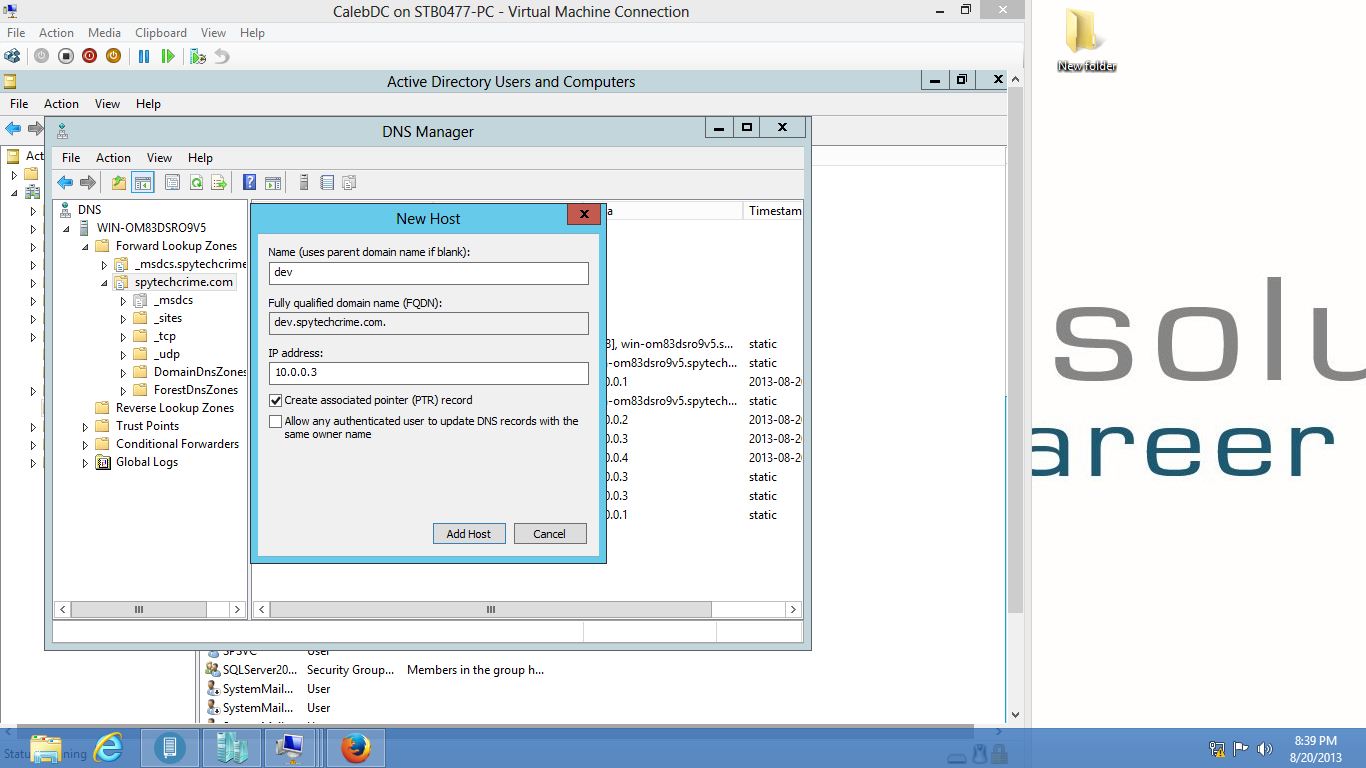 CalebDC on STB0477-PC - Virtual Machine Connection
File Action Media Clipboard View Help
New folder
Active Directory Users and Computers
File Action View Help
DNS Manager
Act
File Action View Help
DNS
WIN-OM83DSRO9V5
Forward Lookup Zones
_msdcs.spytechcrime
spytechcrime.com
_msdcs
_sites
_tcp
_udp
DomainDnsZones
ForestDnsZones
Reverse Lookup Zones
Trust Points
Conditional Forwarders
Global Logs
New Host
Name (uses parent domain name if blank):
dev
Fully qualified domain name (FQDN):
dev.spytechcrime.com.
IP address:
10.0.0.3
Create associated pointer (PTR) record
Allow any authenticated user to update DNS records with the
same owner name
Add Host Cancel
a Timestam
8], win-om83dsro9v5.s... static
-om83dsro9v5.spytech... static
.0.1 2013-08-2
-om83dsro9v5.spytech... static
.0.2 2013-08-2
.0.3 2013-08-2
.0.4 2013-08-2
0.0.3 static
0.0.3 static
0.0.1 static
SPSVC User
SQLServer20... Security Group... Members in the group h...
SystemMail... User
SystemMail... User
solu
areer
8:39 PM
8/20/2013